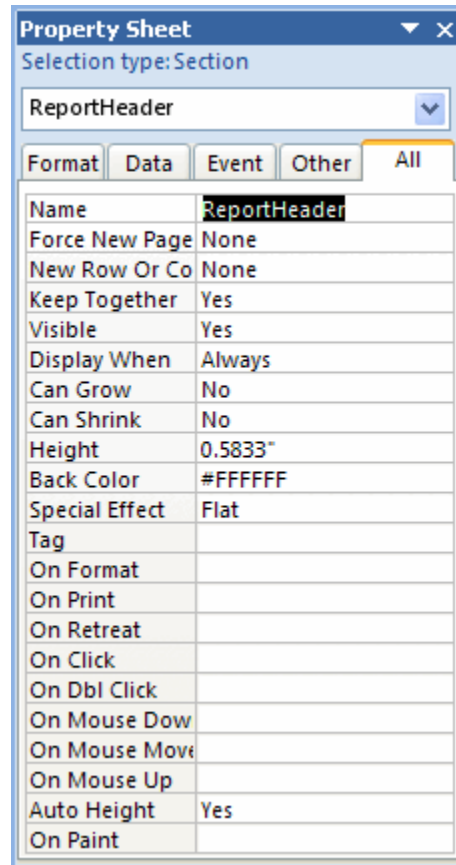 Property Sheet
Selection type: Section
ReportHeader
Format Data Event Other All
Name ReportHeader
Force New Page None
New Row Or Co None
Keep Together Yes
Visible Yes
Display When Always
Can Grow No
Can Shrink No
Height 0.5833"
Back Color #FFFFFF
Special Effect Flat
Tag
On Format
On Print
On Retreat
On Click
On Dbl Click
On Mouse Dow
On Mouse Move
On Mouse Up
Auto Height Yes
On Paint